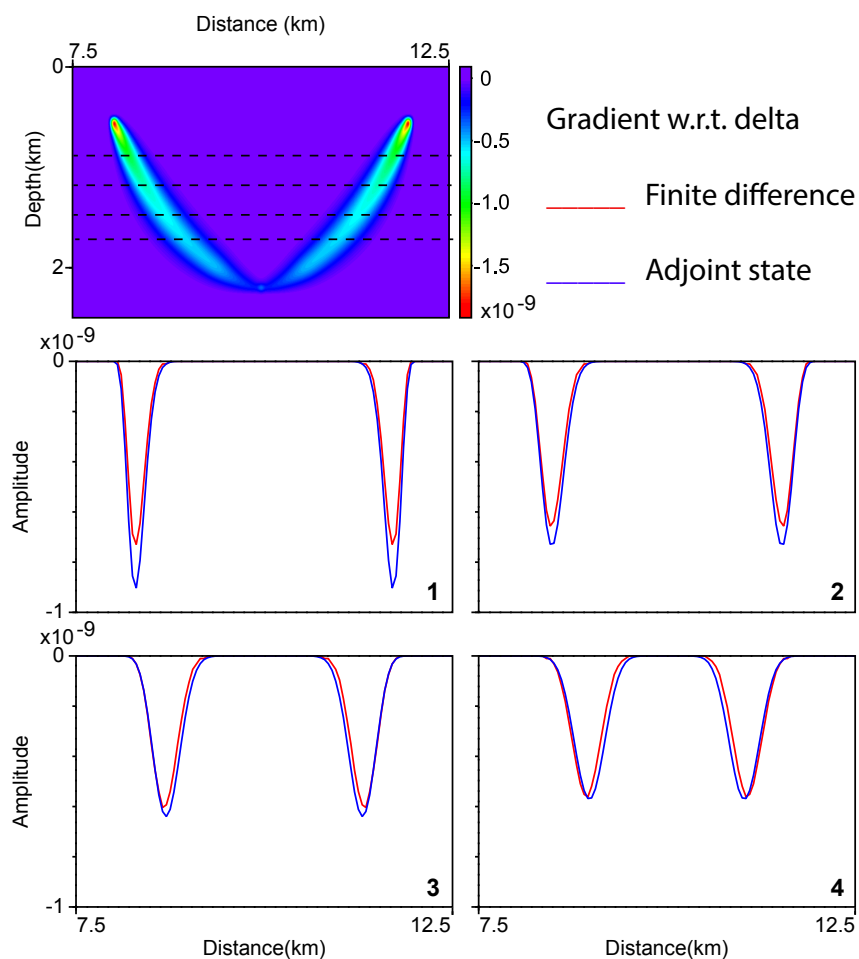 Distance (km)
7.5 12.5
0
Depth(km)
2
0
-0.5
-1.0
-1.5
x10-9
Gradient w.r.t. delta
Finite difference
Adjoint state
x10-9
0
Amplitude
-1
1
2
x10-9
0
Amplitude
-1
3
4
7.5 12.5 7.5 12.5
Distance(km) Distance(km)